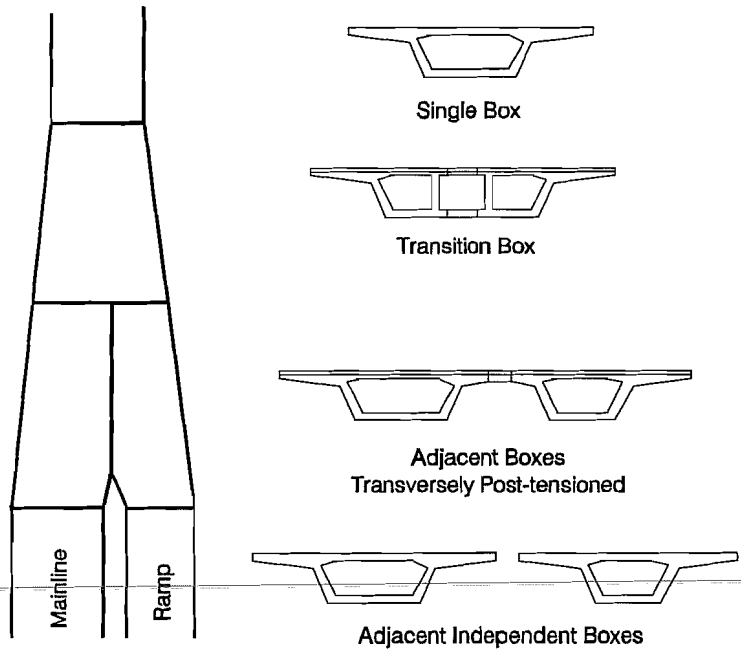 Single Box
Transition Box
Adjacent Boxes
Transversely Post-tensioned
Mainline
Ramp
Adjacent Independent Boxes